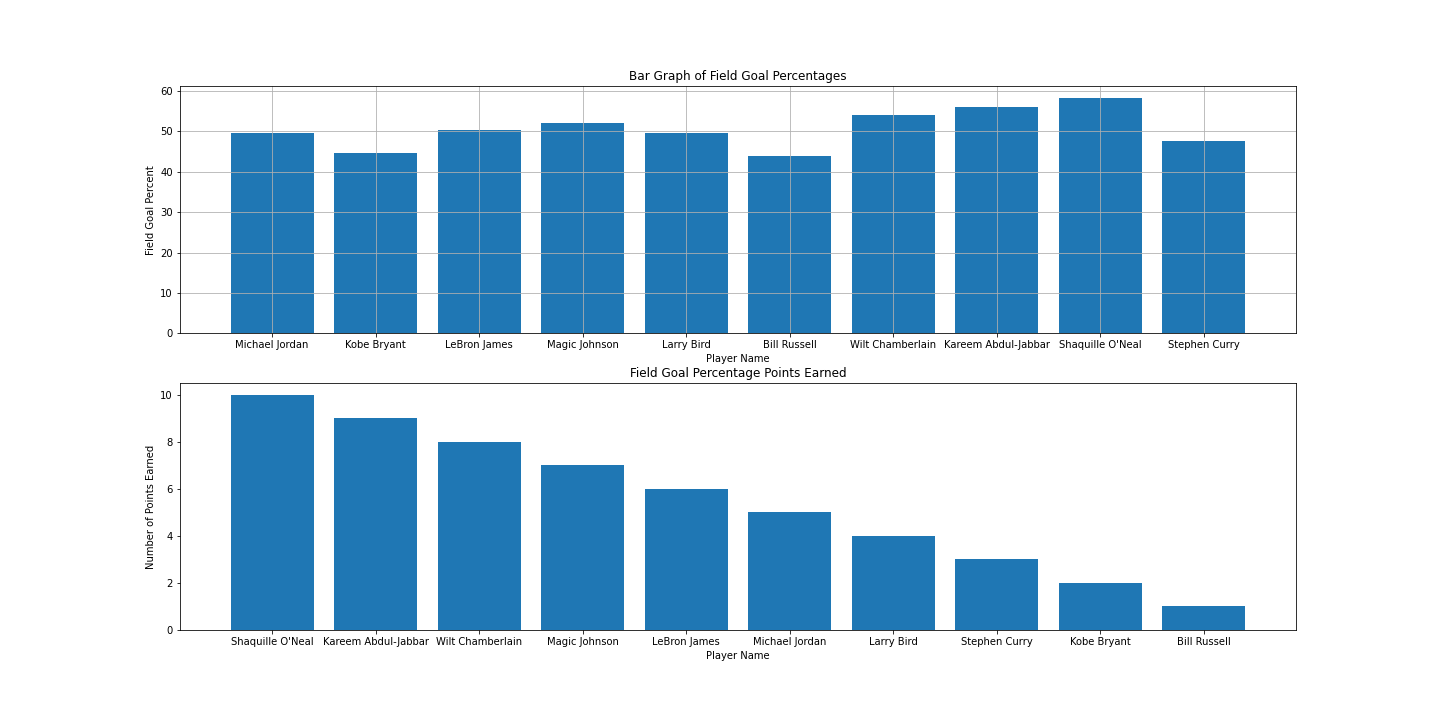 Bar Graph of Field Goal Percentages
60
50
40
30
20
10
0
Field Goal Percent
Michael Jordan Kobe Bryant LeBron James Magic Johnson Larry Bird Bill Russell Wilt Chamberlain Kareem Abdul-Jabbar Shaquille O'Neal Stephen Curry
Player Name
Field Goal Percentage Points Earned
10
8
6
4
2
0
Number of Points Earned
Shaquille O'Neal Kareem Abdul-Jabbar Wilt Chamberlain Magic Johnson LeBron James Michael Jordan Larry Bird Stephen Curry Kobe Bryant Bill Russell
Player Name